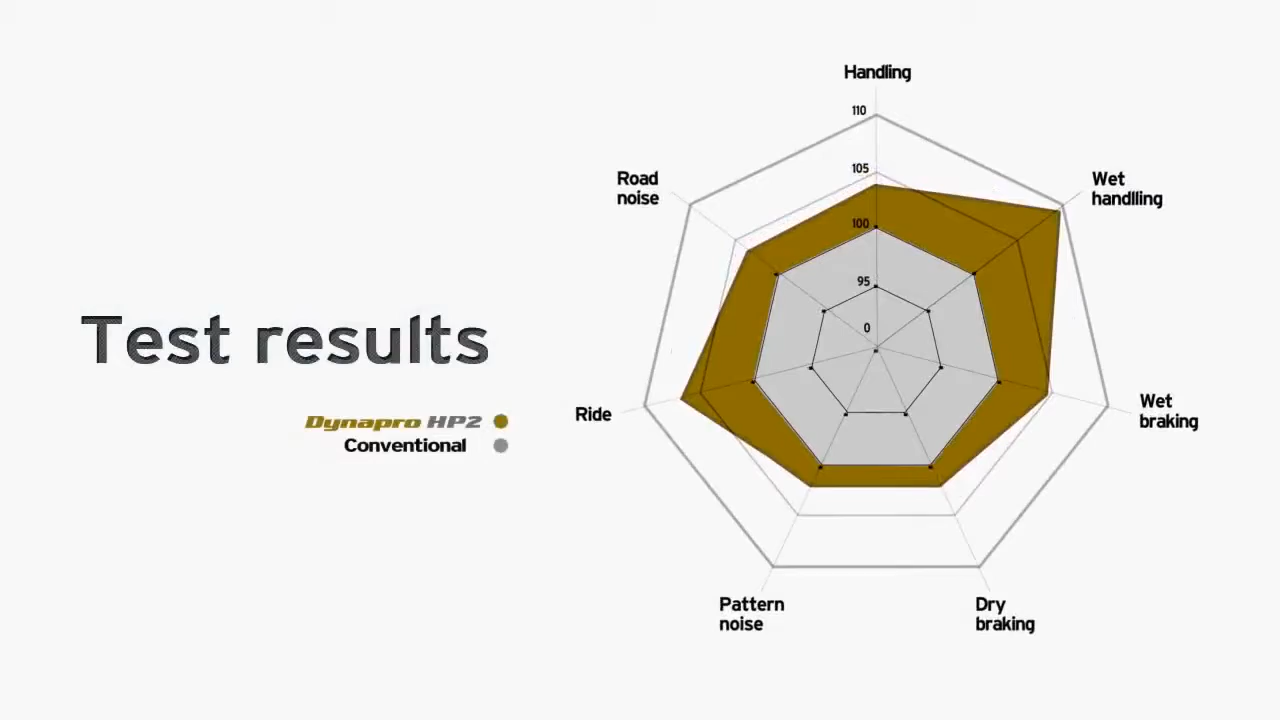 Test results
Dynapro HP2
Conventional
Handling
110
105
100
95
0
Wet
handlling
Wet
braking
Dry
braking
Pattern
noise
Ride
Road
noise